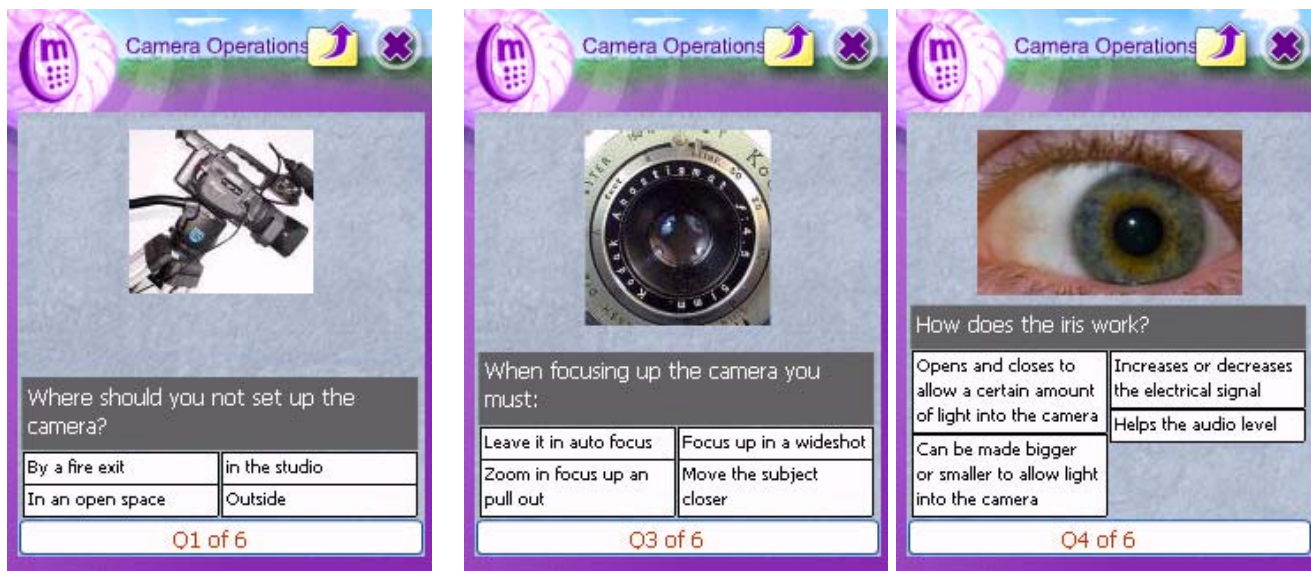 m
Camera Operations
Where should you not set up the
camera?
By a fire exit
in the studio
In an open space
Outside
Q1 of 6
m
Camera Operations
Kodak Anastigmat f:4.5 51mm
When focusing up the camera you
must:
Leave it in auto focus
Focus up in a wideshot
Zoom in focus up an
pull out
Move the subject
closer
Q3 of 6
m
Camera Operations
How does the iris work?
Opens and closes to
allow a certain amount
of light into the camera
Increases or decreases
the electrical signal
Helps the audio level
Can be made bigger
or smaller to allow light
into the camera
Q4 of 6